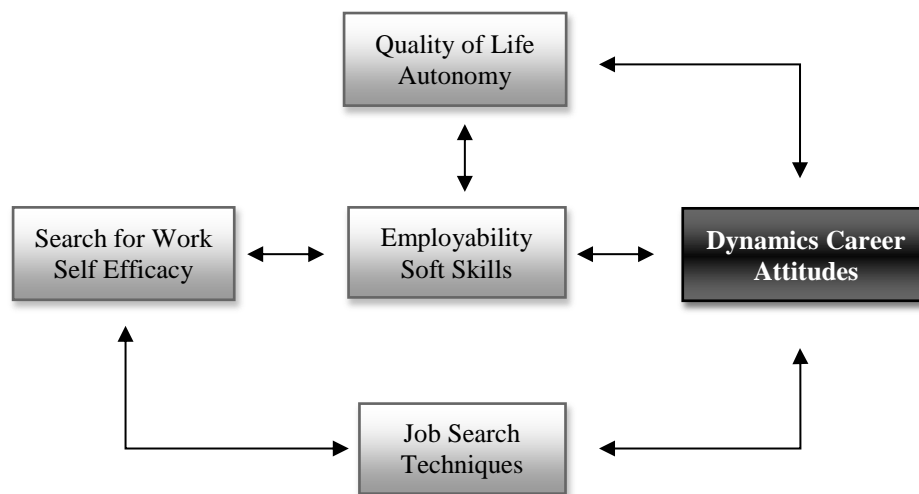 Quality of Life
Autonomy
Search for Work
Self Efficacy
Employability
Soft Skills
Dynamics Career
Attitudes
Job Search
Techniques